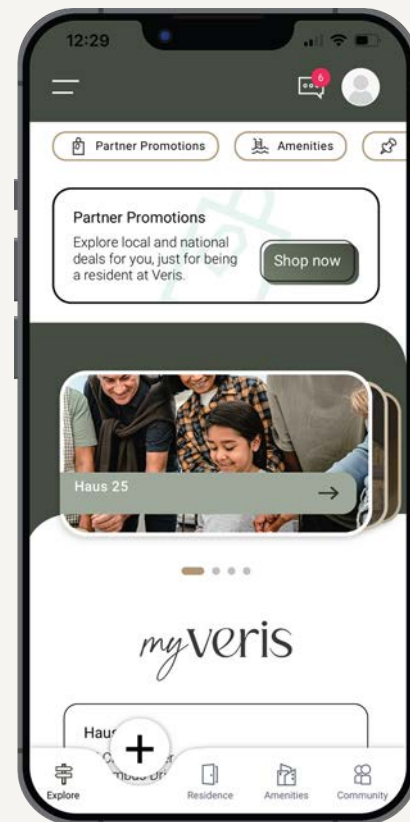 12:29
6
Partner Promotions
Amenities
Partner Promotions
Explore local and national
deals for you, just for being
a resident at Veris.
Shop now
Haus 25
myveris
Explore
Residence
Amenities
Community